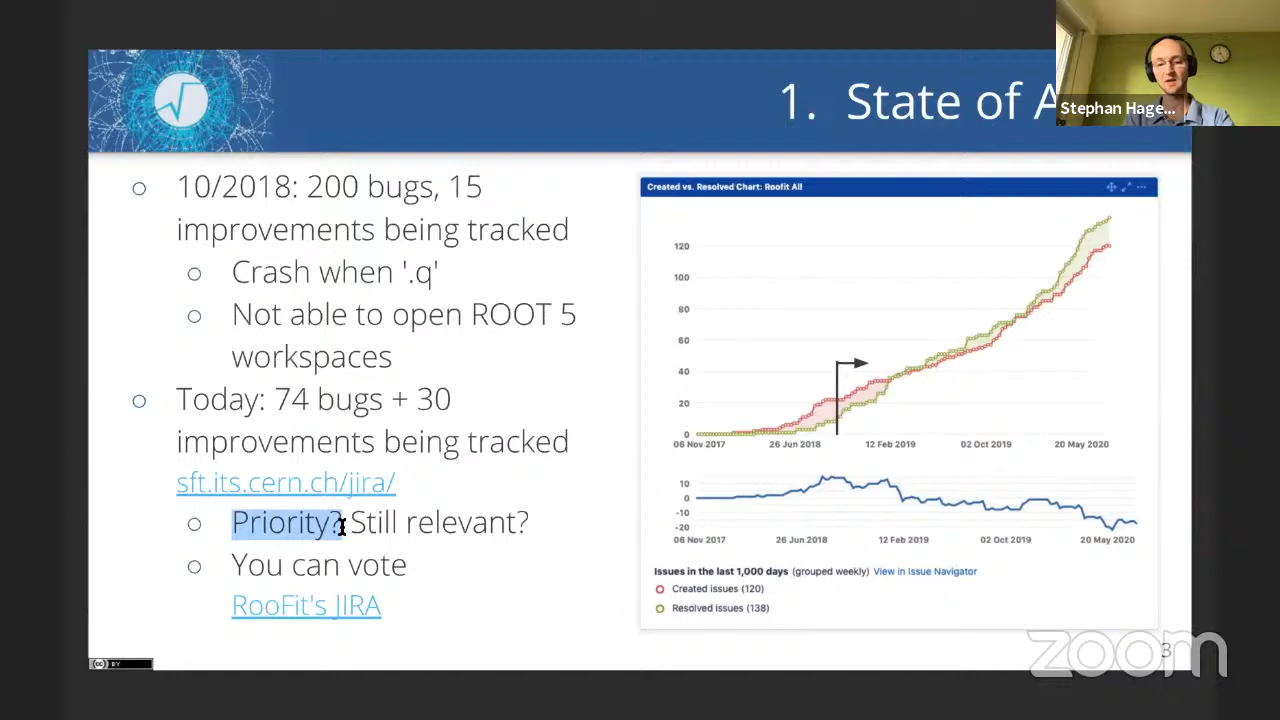 1. State of A
Stephan Hage...
10/2018: 200 bugs, 15
improvements being tracked
Crash when '.q'
Not able to open ROOT 5
workspaces
Today: 74 bugs + 30
improvements being tracked
sft.its.cern.ch/jira/
Priority? Still relevant?
You can vote
RooFit's JIRA
Created vs. Resolved Chart: Roofit All
120
100
80
60
40
20
0
06 Nov 2017 26 Jun 2018 12 Feb 2019 02 Oct 2019 20 May 2020
10
0
-10
-20
06 Nov 2017 26 Jun 2018 12 Feb 2019 02 Oct 2019 20 May 2020
Issues in the last 1,000 days (grouped weekly) View in Issue Navigator
Created issues (120)
Resolved issues (138)
3
zoom
cc BY